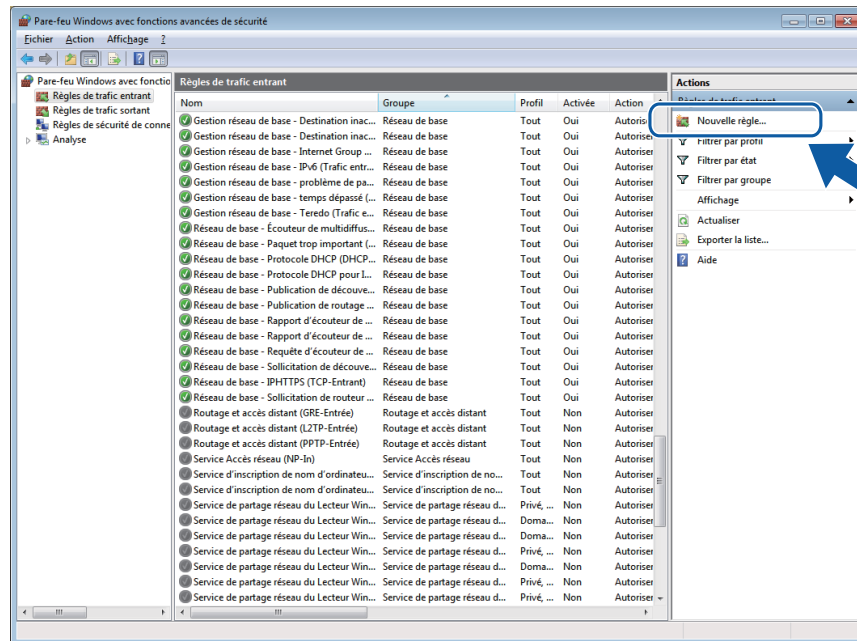 Pare-feu Windows avec fonctions avancées de sécurité
Fichier Action Affichage ?
Pare-feu Windows avec fonctio
Règles de trafic entrant
Règles de trafic sortant
Règles de sécurité de conne
Analyse
Règles de trafic entrant
Nom Groupe Profil Activée Action
Gestion réseau de base - Destination inac... Réseau de base Tout Oui Autoriser
Gestion réseau de base - Destination inac... Réseau de base Tout Oui Autoriser
Gestion réseau de base - Internet Group ... Réseau de base Tout Oui Autoriser
Gestion réseau de base - IPv6 (Trafic entr... Réseau de base Tout Oui Autoriser
Gestion réseau de base - problème de pa... Réseau de base Tout Oui Autoriser
Gestion réseau de base - temps dépassé (... Réseau de base Tout Oui Autoriser
Gestion réseau de base - Teredo (Trafic e... Réseau de base Tout Oui Autoriser
Réseau de base - Écouteur de multidiffus... Réseau de base Tout Oui Autoriser
Réseau de base - Paquet trop important (... Réseau de base Tout Oui Autoriser
Réseau de base - Protocole DHCP (DHCP... Réseau de base Tout Oui Autoriser
Réseau de base - Protocole DHCP pour I... Réseau de base Tout Oui Autoriser
Réseau de base - Publication de découve... Réseau de base Tout Oui Autoriser
Réseau de base - Publication de routage ... Réseau de base Tout Oui Autoriser
Réseau de base - Rapport d'écouteur de ... Réseau de base Tout Oui Autoriser
Réseau de base - Rapport d'écouteur de ... Réseau de base Tout Oui Autoriser
Réseau de base - Requête d'écouteur de ... Réseau de base Tout Oui Autoriser
Réseau de base - Sollicitation de découve... Réseau de base Tout Oui Autoriser
Réseau de base - IPHTTPS (TCP-Entrant) Réseau de base Tout Oui Autoriser
Réseau de base - Sollicitation de routeur ... Réseau de base Tout Oui Autoriser
Routage et accès distant (GRE-Entrée) Routage et accès distant Tout Non Autoriser
Routage et accès distant (L2TP-Entrée) Routage et accès distant Tout Non Autoriser
Routage et accès distant (PPTP-Entrée) Routage et accès distant Tout Non Autoriser
Service Accès réseau (NP-In) Service Accès réseau Tout Non Autoriser
Service d'inscription de nom d'ordinateu... Service d'inscription de no... Tout Non Autoriser
Service d'inscription de nom d'ordinateu... Service d'inscription de no... Tout Non Autoriser
Service de partage réseau du Lecteur Win... Service de partage réseau d... Privé, ... Non Autoriser
Service de partage réseau du Lecteur Win... Service de partage réseau d... Doma... Non Autoriser
Service de partage réseau du Lecteur Win... Service de partage réseau d... Doma... Non Autoriser
Service de partage réseau du Lecteur Win... Service de partage réseau d... Privé, ... Non Autoriser
Service de partage réseau du Lecteur Win... Service de partage réseau d... Doma... Non Autoriser
Service de partage réseau du Lecteur Win... Service de partage réseau d... Privé, ... Non Autoriser
Service de partage réseau du Lecteur Win... Service de partage réseau d... Privé, ... Non Autoriser
Actions
Règles de trafic entrant
Nouvelle règle...
Filtrer par profil
Filtrer par état
Filtrer par groupe
Affichage
Actualiser
Exporter la liste...
Aide